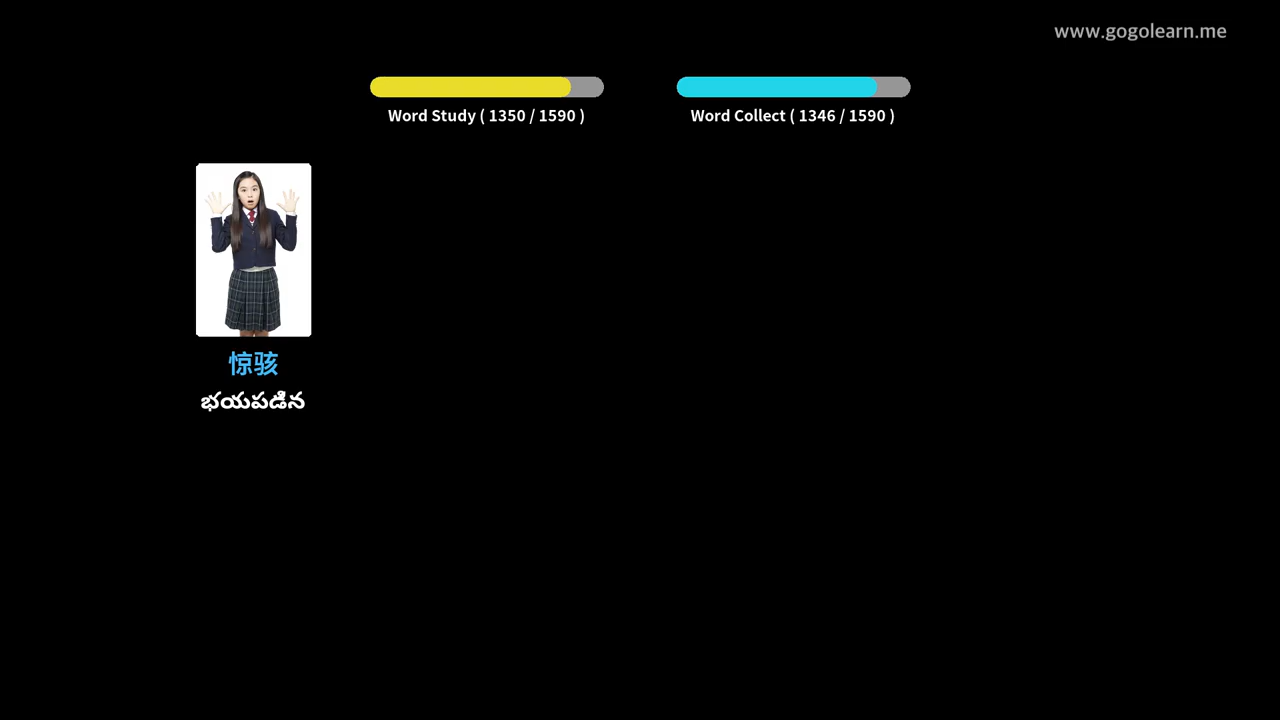 www.gogolearn.me
Word Study ( 1350 / 1590 )
Word Collect ( 1346 / 1590 )
惊骇
భయపడిన